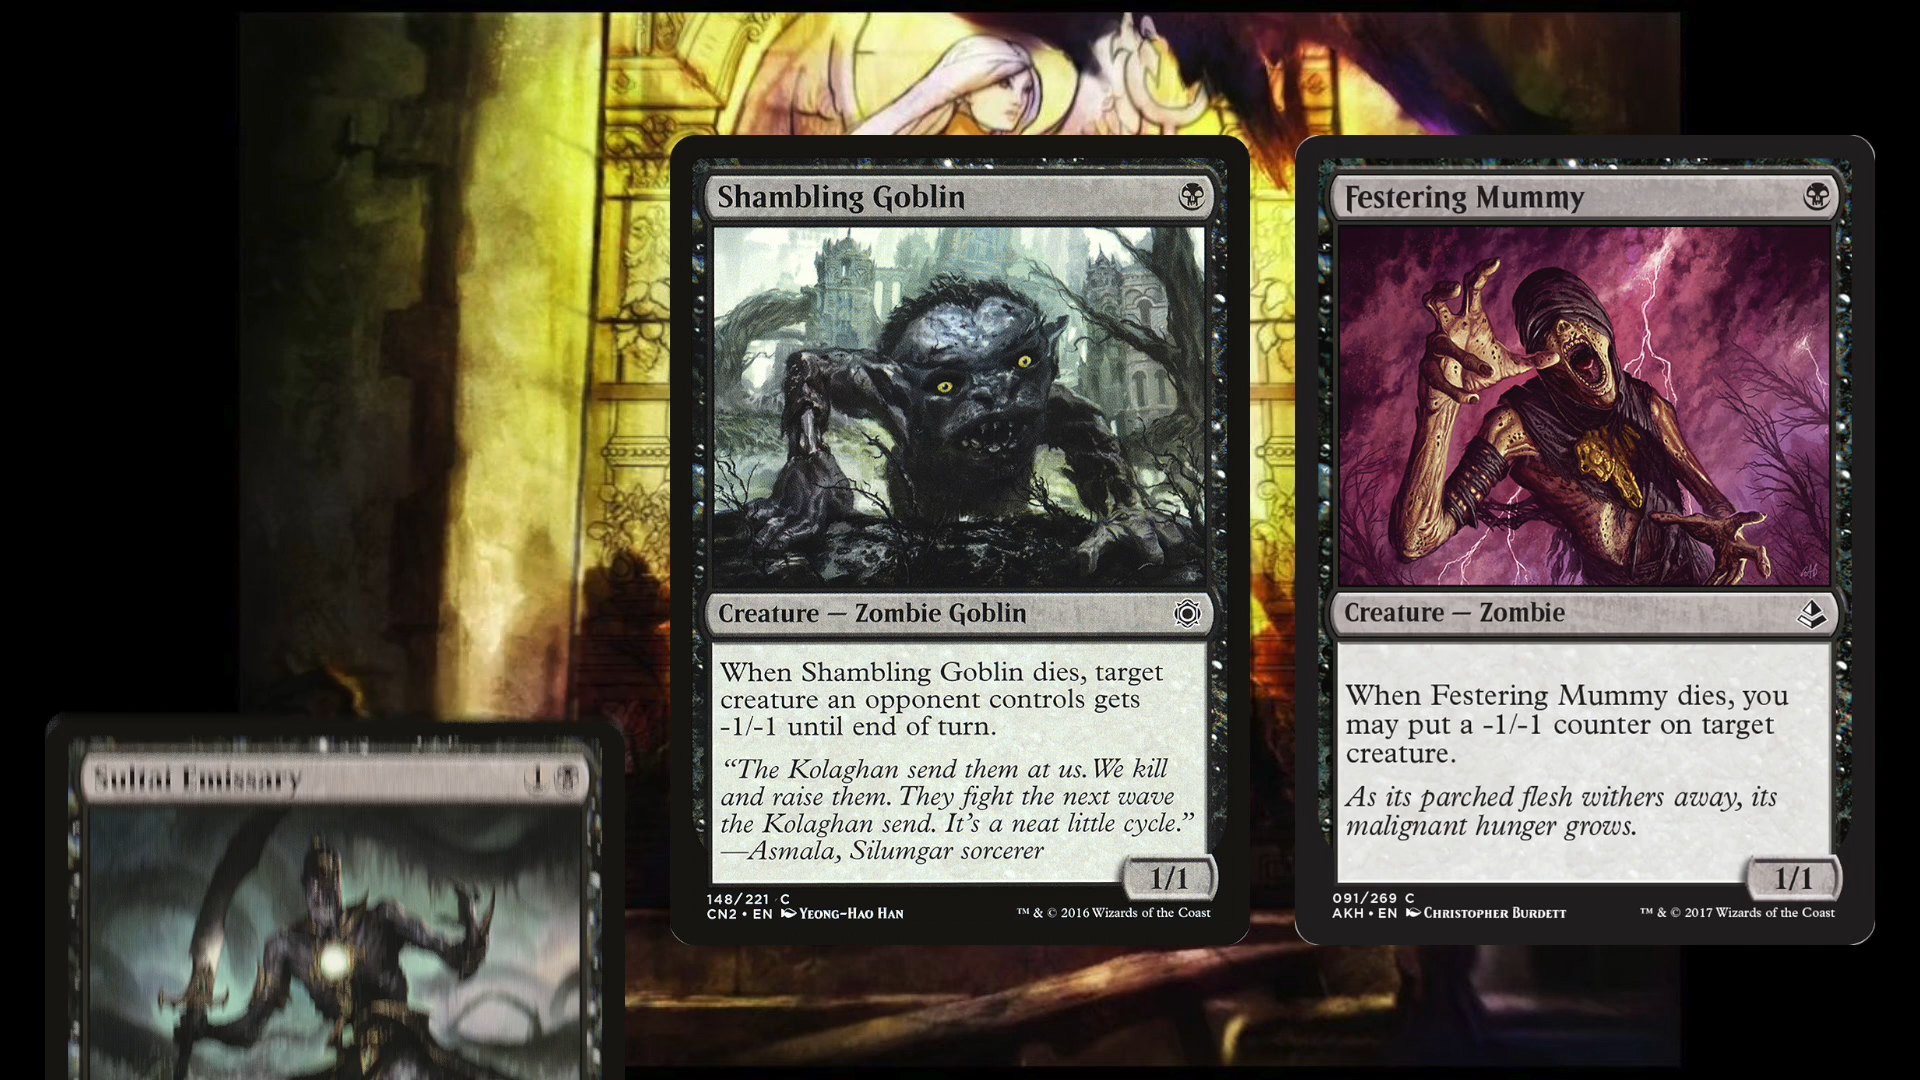 Shambling Goblin
Creature — Zombie Goblin
When Shambling Goblin dies, target
creature an opponent controls gets
-1/-1 until end of turn.
“The Kolaghan send them at us. We kill
and raise them. They fight the next wave
the Kolaghan send. It’s a neat little cycle.”
—Asmala, Silumgar sorcerer
1/1
148/221 C
CN2 • EN Yeong-Hao Han
™ & © 2016 Wizards of the Coast
Festering Mummy
Creature — Zombie
When Festering Mummy dies, you
may put a -1/-1 counter on target
creature.
As its parched flesh withers away, its
malignant hunger grows.
1/1
091/269 C
AKH • EN Christopher Burdett
™ & © 2017 Wizards of the Coast
Sultai Emissary 1